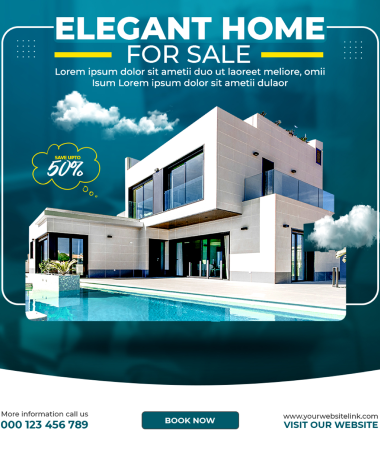 ELEGANT HOME
FOR SALE
Lorem ipsum dolor sit ametii duo ut laoreet meliore, omii
Isum Lorem ipsum dolor sit ametii dulaor
SAVE UPTO
50%
More information call us
000 123 456 789
BOOK NOW
www.yourwebsitelink.com
VISIT OUR WEBSITE